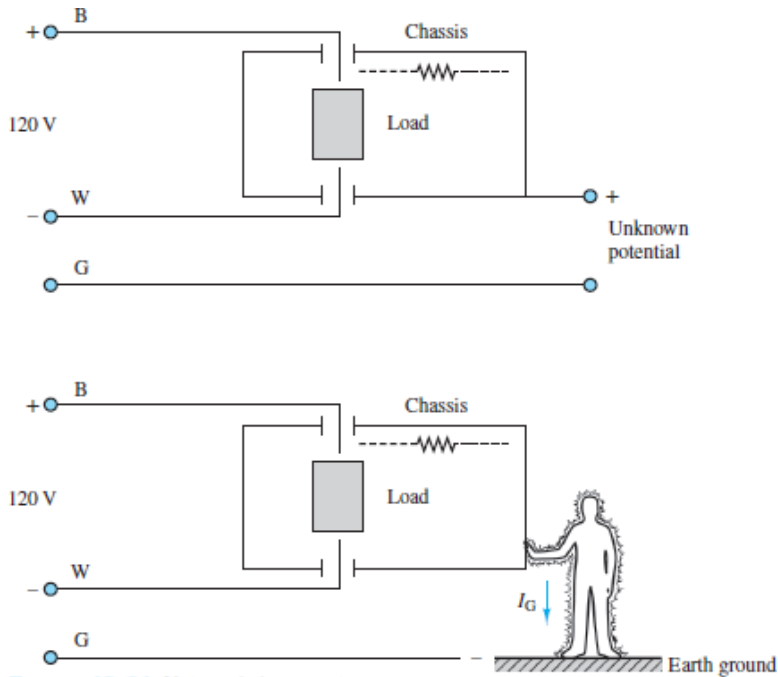 B
Chassis
+
120 V
Load
W
-
+
Unknown
potential
G
B
Chassis
+
120 V
Load
W
-
IG
G
-
Earth ground